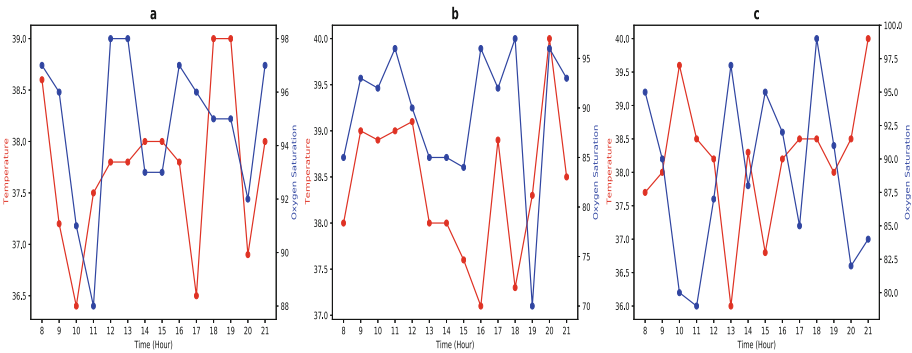 a
39.0
38.5
38.0
37.5
37.0
36.5
98
96
94
92
90
88
Temperature
Oxygen Saturation
8 9 10 11 12 13 14 15 16 17 18 19 20 21
Time (Hour)
b
40.0
39.5
39.0
38.5
38.0
37.5
37.0
95
90
85
80
75
70
Temperature
Oxygen Saturation
8 9 10 11 12 13 14 15 16 17 18 19 20 21
Time (Hour)
c
40.0
39.5
39.0
38.5
38.0
37.5
37.0
36.5
36.0
100.0
97.5
95.0
92.5
90.0
87.5
85.0
82.5
80.0
Temperature
Oxygen Saturation
8 9 10 11 12 13 14 15 16 17 18 19 20 21
Time (Hour)